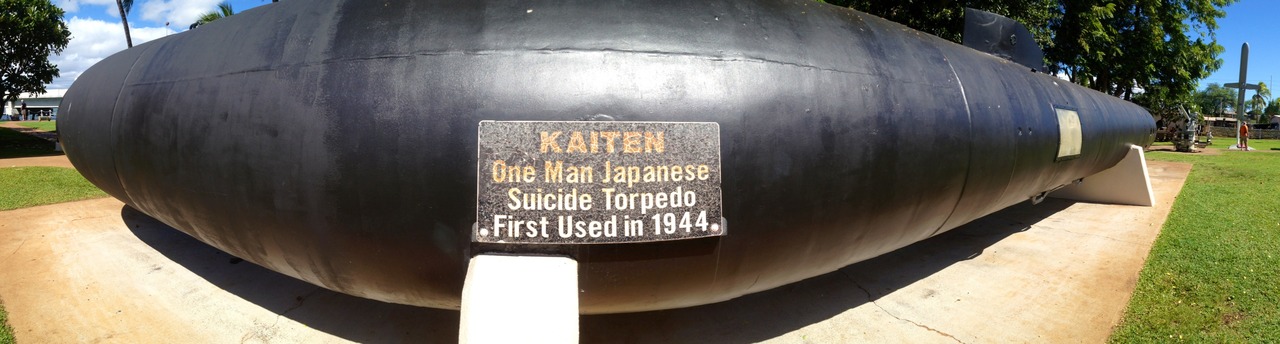 KAITEN
One Man Japanese
Suicide Torpedo
First Used in 1944